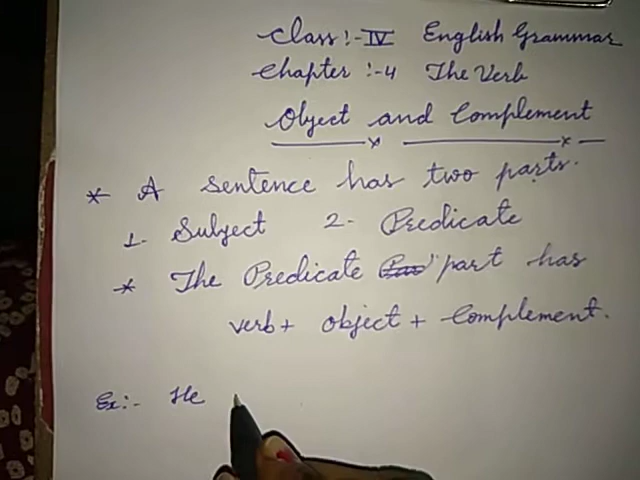 Class :- IV English Grammar
Chapter :- 4 The Verb
Object and Complement
* A sentence has two parts.
1- Subject 2- Predicate
* The Predicate part has
verb + object + Complement.
Ex:- He